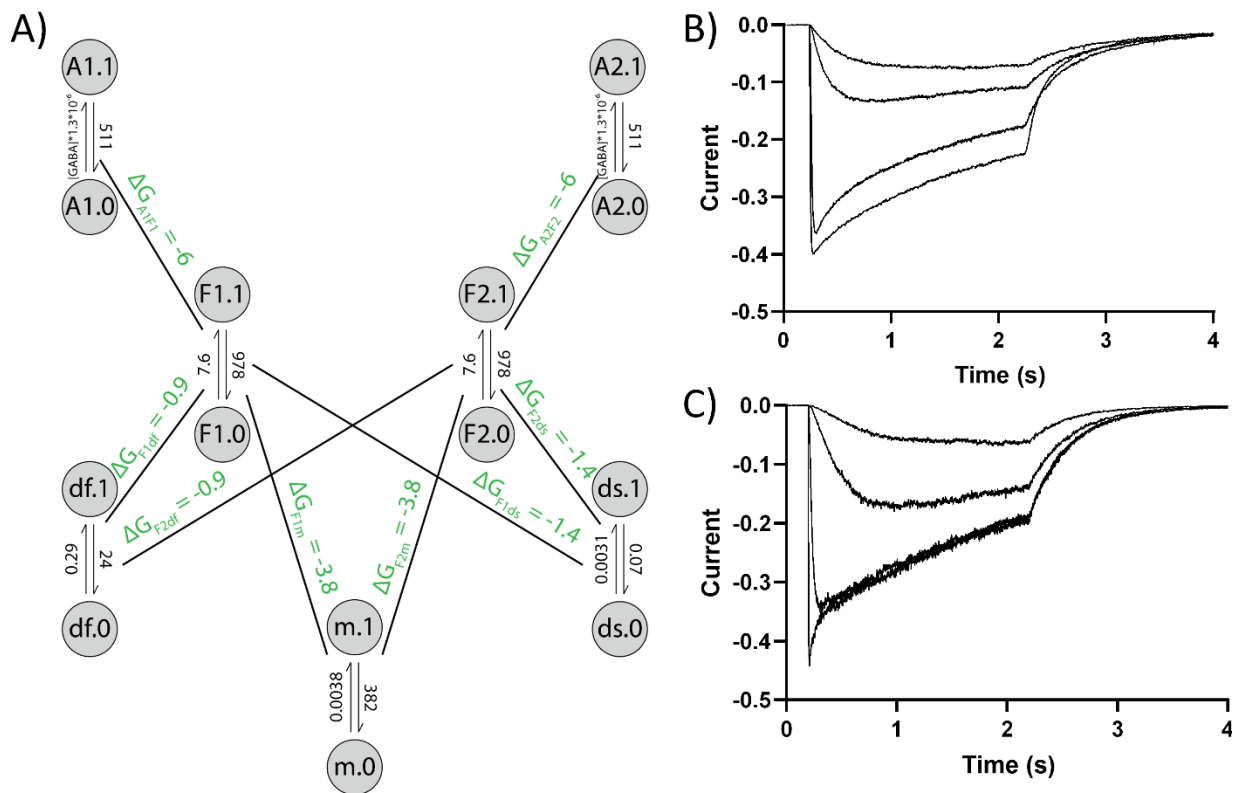 A)
A1.1
[GABA]*1.3*10⁻⁶
511
A1.0
ΔG_A1F1 = -6
A2.1
[GABA]*1.3*10⁻⁶
511
A2.0
ΔG_A2F2 = -6
F1.1
7.6
978
F1.0
F2.1
7.6
978
F2.0
ΔG_F1df = -0.9
ΔG_F2df = -0.9
ΔG_F1m = -3.8
ΔG_F2m = -3.8
ΔG_F2ds = -1.4
ΔG_F1ds = -1.4
df.1
0.29
24
df.0
ds.1
0.0031
0.07
ds.0
m.1
0.0038
382
m.0
B)
Current
0.0
-0.1
-0.2
-0.3
-0.4
-0.5
0
1
2
3
4
Time (s)
C)
Current
0.0
-0.1
-0.2
-0.3
-0.4
-0.5
0
1
2
3
4
Time (s)